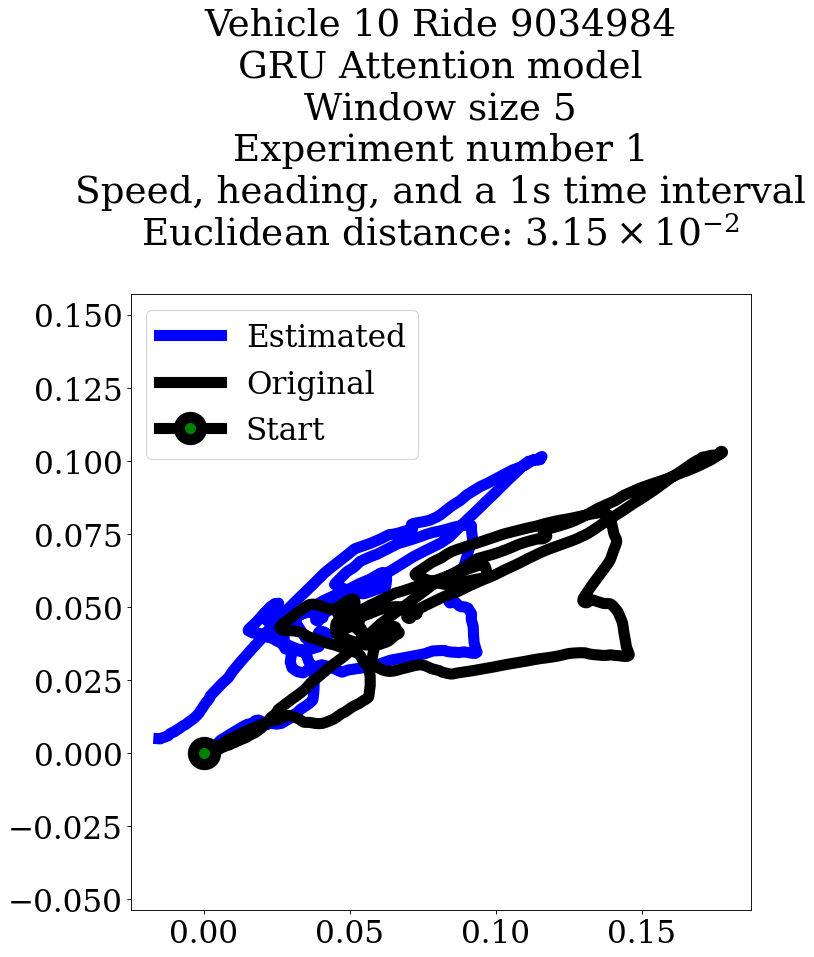 Vehicle 10 Ride 9034984
GRU Attention model
Window size 5
Experiment number 1
Speed, heading, and a 1s time interval
Euclidean distance: 3.15 × 10⁻²
0.150
0.125
0.100
0.075
0.050
0.025
0.000
−0.025
−0.050
Estimated
Original
Start
0.00 0.05 0.10 0.15